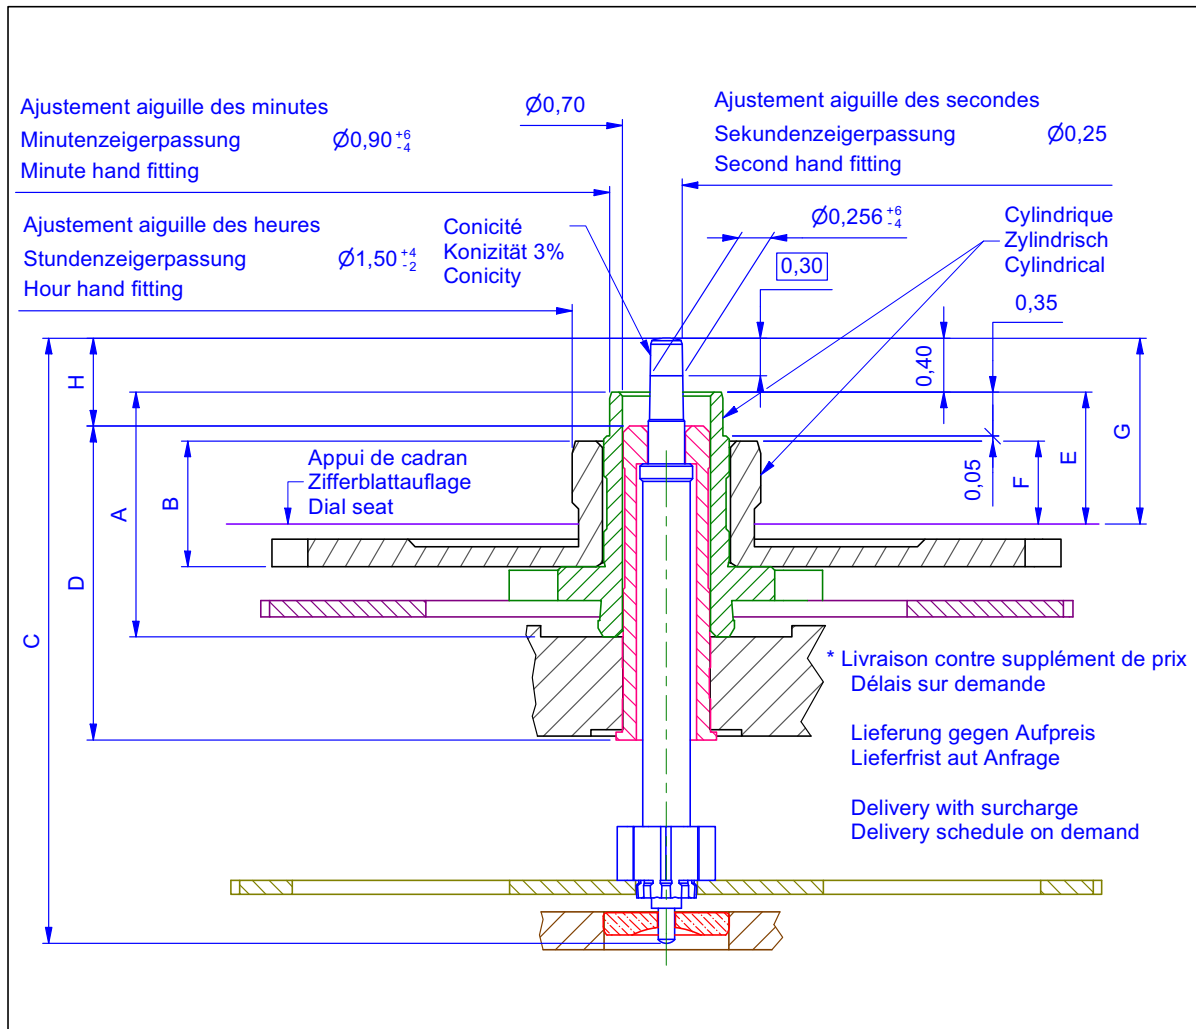 Ajustement aiguille des minutes
Minutenzeigerpassung Ø0,90 +6 -4
Minute hand fitting
Ø0,70
Ajustement aiguille des secondes
Sekundenzeigerpassung Ø0,25
Second hand fitting
Ajustement aiguille des heures
Stundenzeigerpassung Ø1,50 +4 -2
Hour hand fitting
Conicité
Konizität 3%
Conicity
Ø0,256 +6 -4
0,30
Cylindrique
Zylindrisch
Cylindrical
0,35
0,40
0,05
H
A
B
D
C
G
E
F
Appui de cadran
Zifferblattauflage
Dial seat
* Livraison contre supplément de prix
Délais sur demande
Lieferung gegen Aufpreis
Lieferfrist aut Anfrage
Delivery with surcharge
Delivery schedule on demand